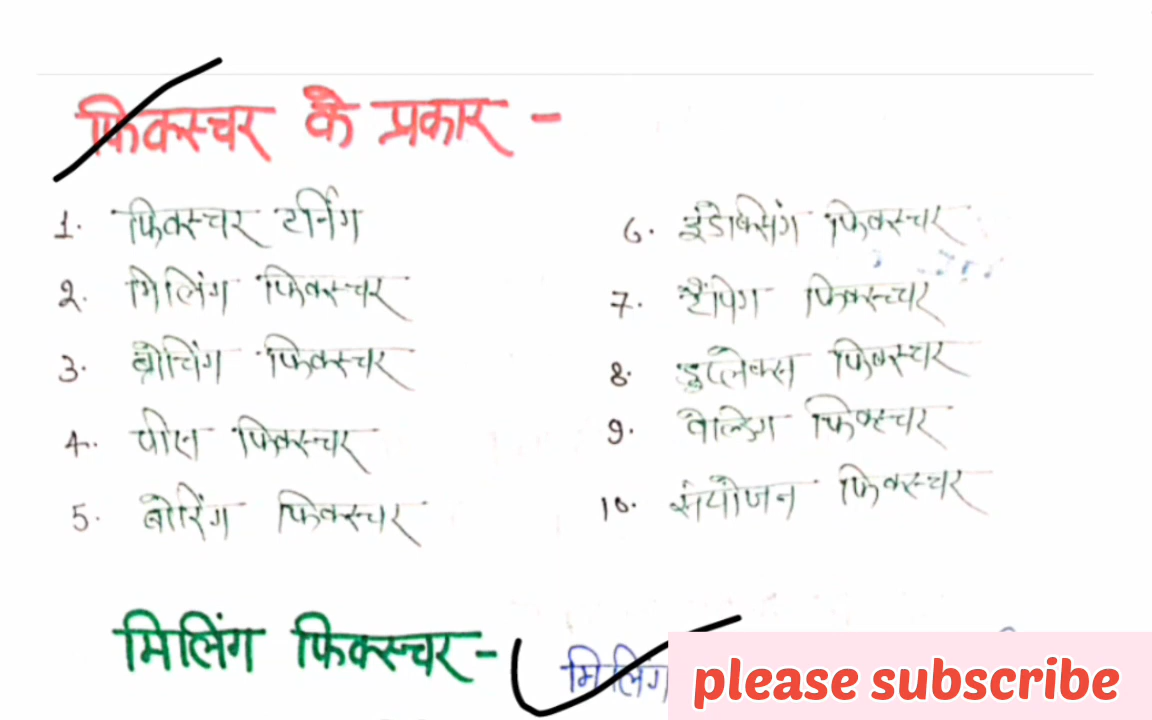 फिक्स्चर के प्रकार -
1. फिक्स्चर टर्निंग
2. मिलिंग फिक्स्चर
3. ब्रोचिंग फिक्स्चर
4. पीस फिक्स्चर
5. बोरिंग फिक्स्चर
6. इंडेक्सिंग फिक्स्चर
7. टैंपिग फिक्स्चर
8. डुप्लेक्स फिक्स्चर
9. वेल्डिग फिक्स्चर
10. संयोजन फिक्स्चर
मिलिंग फिक्स्चर - मिलिंग
please subscribe